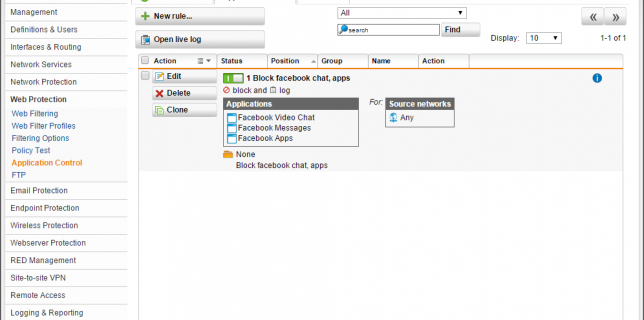 Management
Definitions & Users
Interfaces & Routing
Network Services
Network Protection
Web Protection
Web Filtering
Web Filter Profiles
Filtering Options
Policy Test
Application Control
FTP
Email Protection
Endpoint Protection
Wireless Protection
Webserver Protection
RED Management
Site-to-site VPN
Remote Access
Logging & Reporting
+ New rule...
Open live log
All
search
Find
Display: 10
« »
1-1 of 1
Action Status Position Group Name Action
Edit
Delete
Clone
1 Block facebook chat, apps
block and log
Applications
Facebook Video Chat
Facebook Messages
Facebook Apps
For:
Source networks
Any
None
Block facebook chat, apps